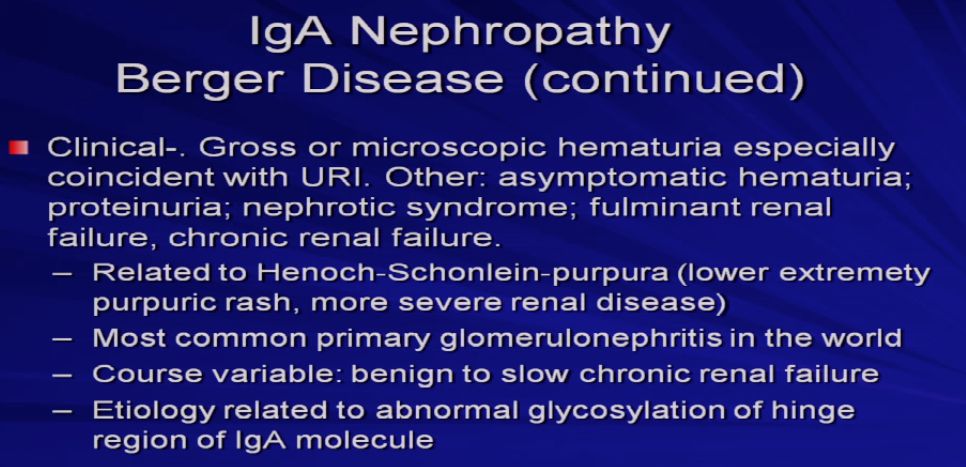 IgA Nephropathy
Berger Disease (continued)
Clinical-. Gross or microscopic hematuria especially
coincident with URI. Other: asymptomatic hematuria;
proteinuria; nephrotic syndrome; fulminant renal
failure, chronic renal failure.
– Related to Henoch-Schonlein-purpura (lower extremety
purpuric rash, more severe renal disease)
– Most common primary glomerulonephritis in the world
– Course variable: benign to slow chronic renal failure
– Etiology related to abnormal glycosylation of hinge
region of IgA molecule